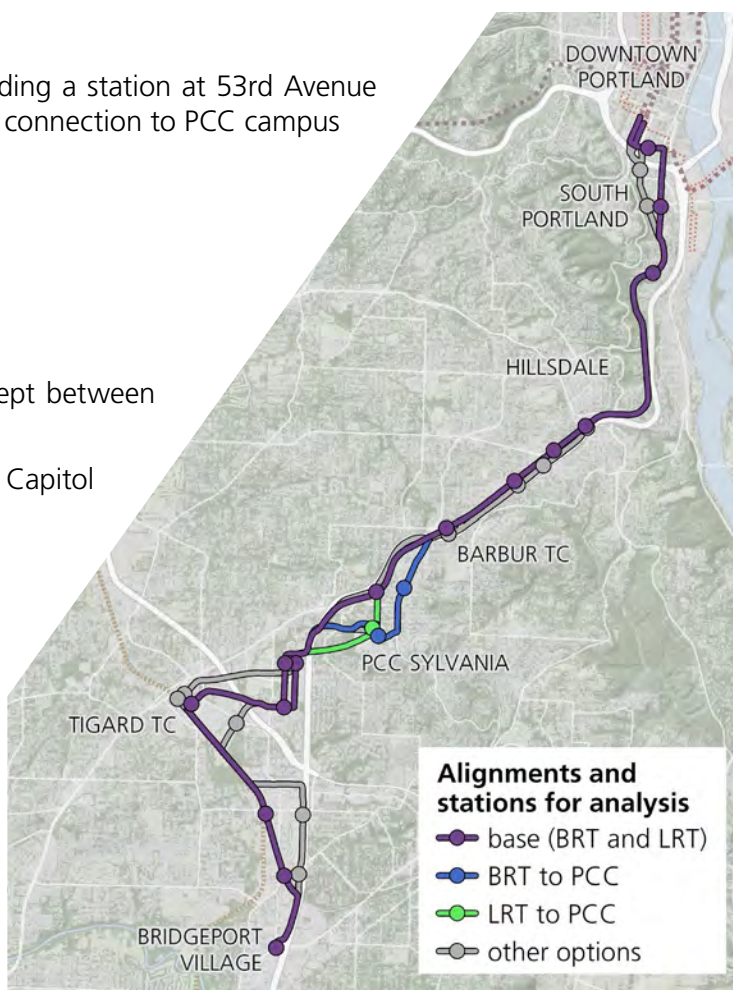 ding a station at 53rd Avenue
connection to PCC campus
ept between
Capitol
DOWNTOWN
PORTLAND
SOUTH
PORTLAND
HILLSDALE
BARBUR TC
PCC SYLVANIA
TIGARD TC
BRIDGEPORT
VILLAGE
Alignments and
stations for analysis
base (BRT and LRT)
BRT to PCC
LRT to PCC
other options